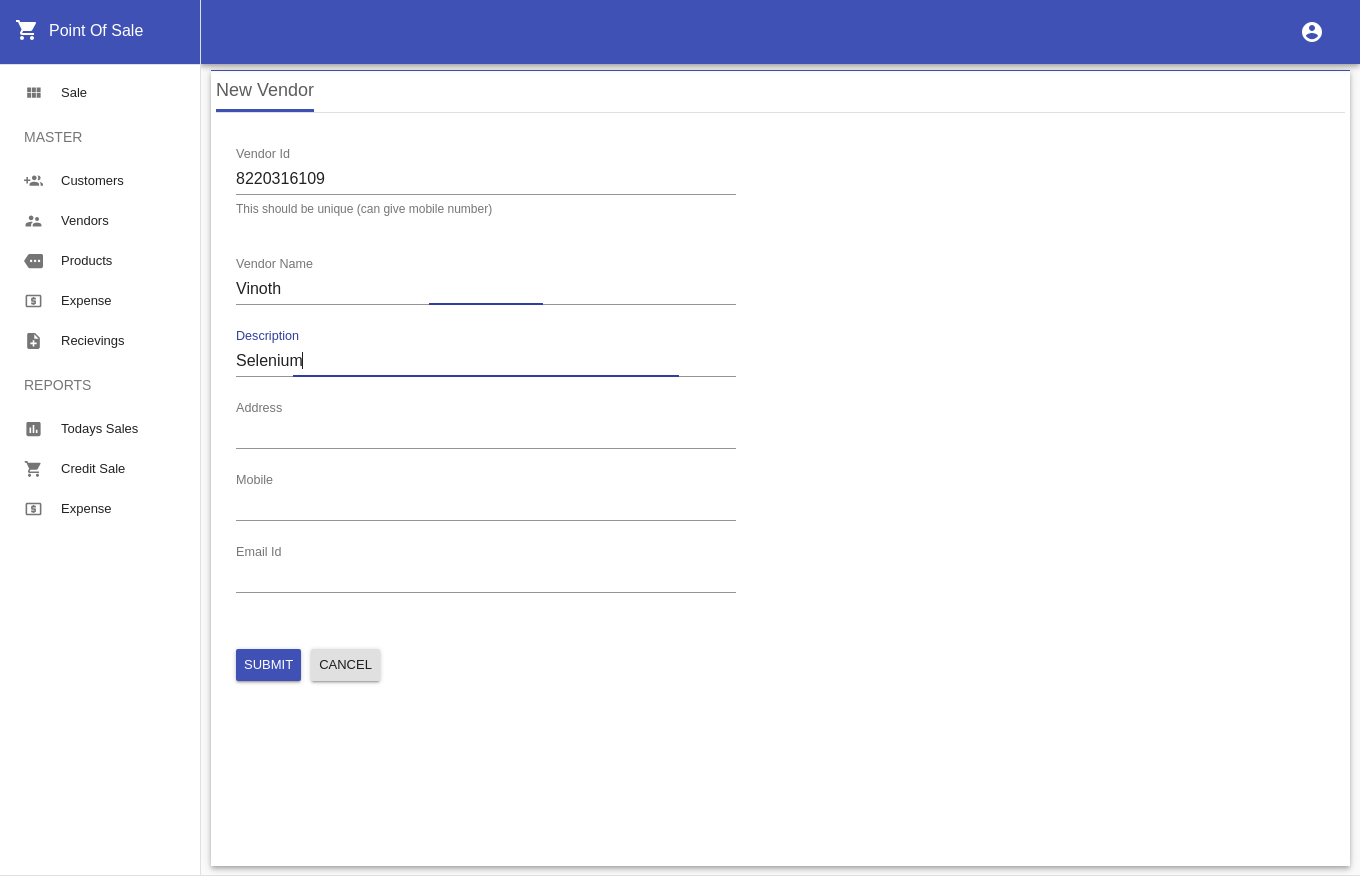 Point Of Sale
Sale
MASTER
Customers
Vendors
Products
Expense
Recievings
REPORTS
Todays Sales
Credit Sale
Expense
New Vendor
Vendor Id
8220316109
This should be unique (can give mobile number)
Vendor Name
Vinoth
Description
Selenium
Address
Mobile
Email Id
SUBMIT CANCEL